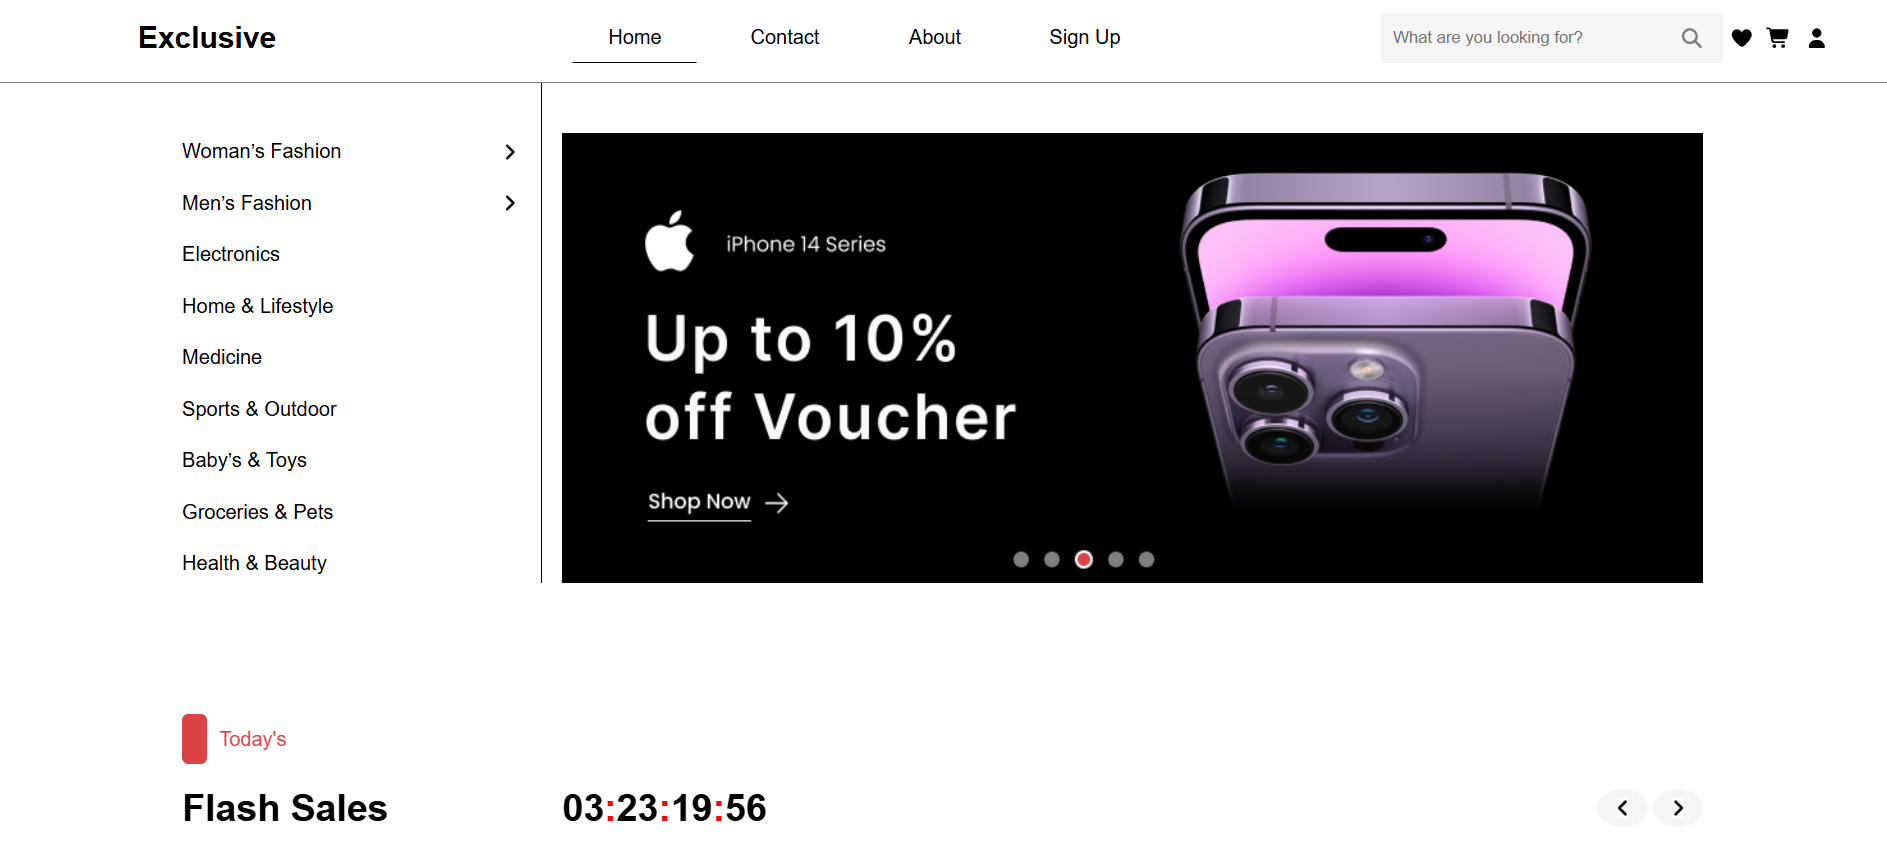 Exclusive
Home
Contact
About
Sign Up
What are you looking for?
Woman’s Fashion
Men’s Fashion
Electronics
Home & Lifestyle
Medicine
Sports & Outdoor
Baby’s & Toys
Groceries & Pets
Health & Beauty
iPhone 14 Series
Up to 10%
off Voucher
Shop Now
Today's
Flash Sales
03:23:19:56